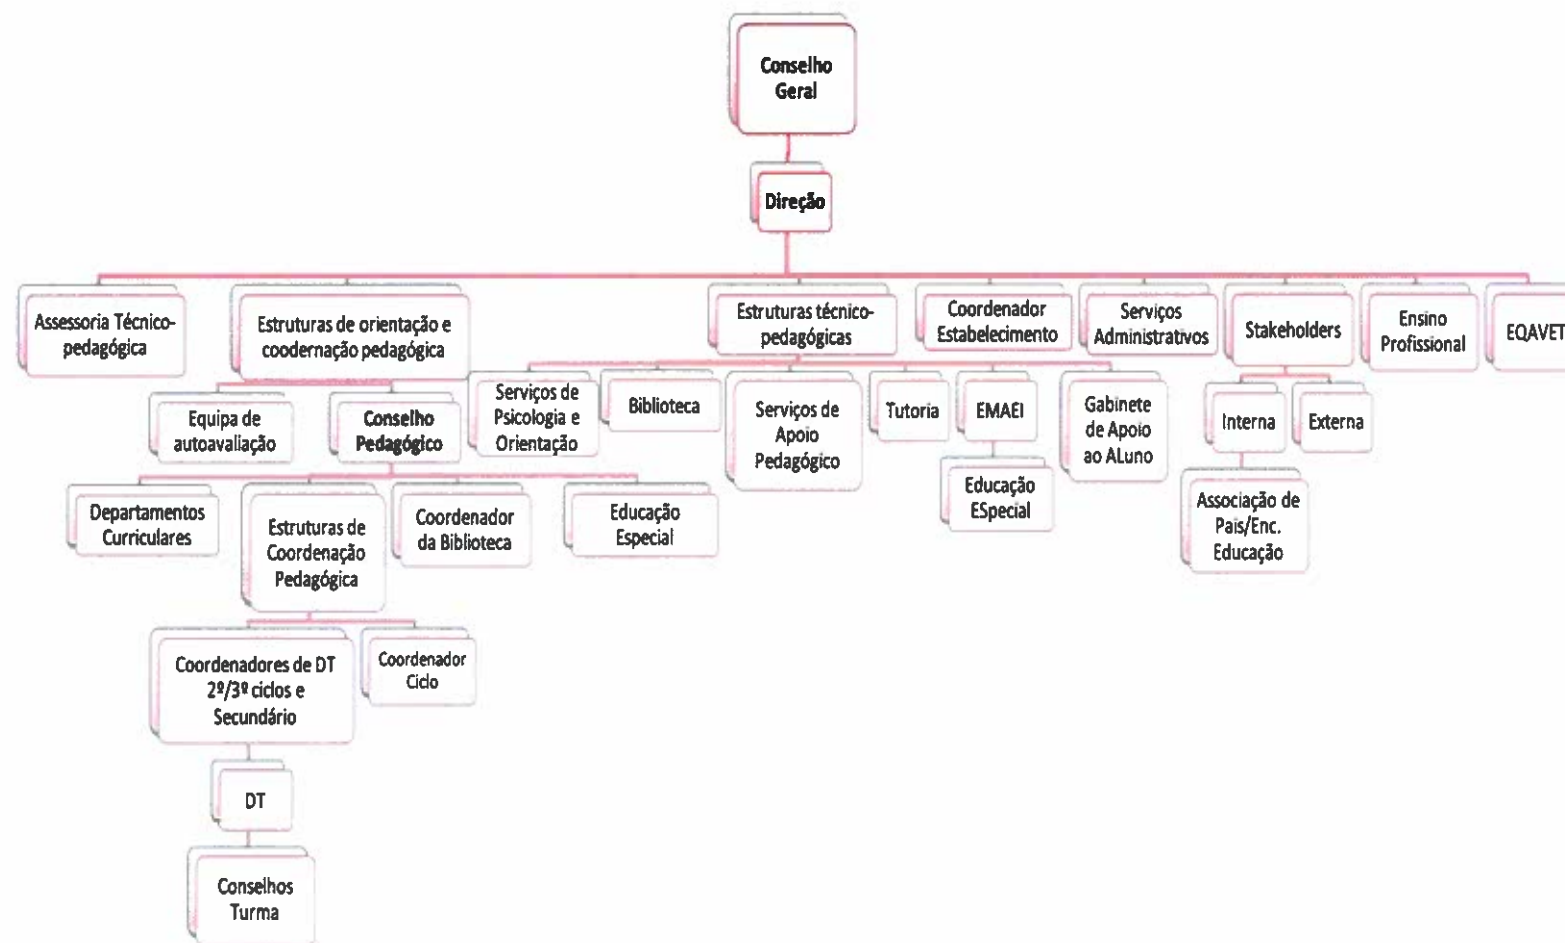 Conselho
Geral
Direção
Assessoria Técnico-
pedagógica
Estruturas de orientação e
coodernação pedagógica
Estruturas técnico-
pedagógicas
Coordenador
Estabelecimento
Serviços
Administrativos
Stakeholders
Ensino
Profissional
EQAVET
Equipa de
autoavaliação
Conselho
Pedagógico
Serviços de
Psicologia e
Orientação
Biblioteca
Serviços de
Apoio
Pedagógico
Tutoria
EMAEI
Gabinete
de Apoio
ao ALuno
Interna
Externa
Departamentos
Curriculares
Estruturas de
Coordenação
Pedagógica
Coordenador
da Biblioteca
Educação
Especial
Educação
ESpecial
Associação de
Pais/Enc.
Educação
Coordenadores de DT
2º/3º ciclos e
Secundário
Coordenador
Ciclo
DT
Conselhos
Turma